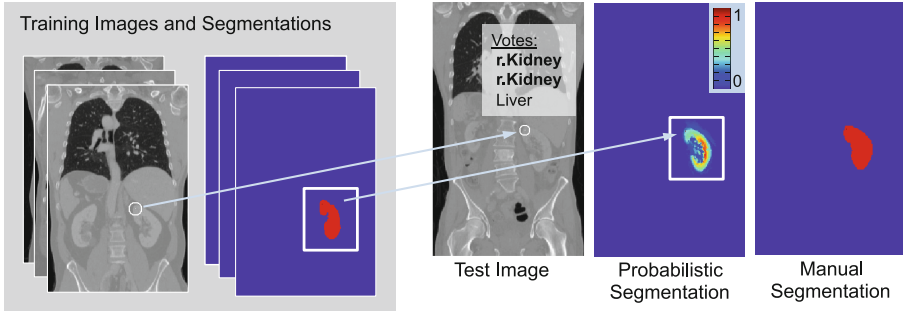 Training Images and Segmentations
Votes:
r.Kidney
r.Kidney
Liver
1
0
Test Image
Probabilistic
Segmentation
Manual
Segmentation